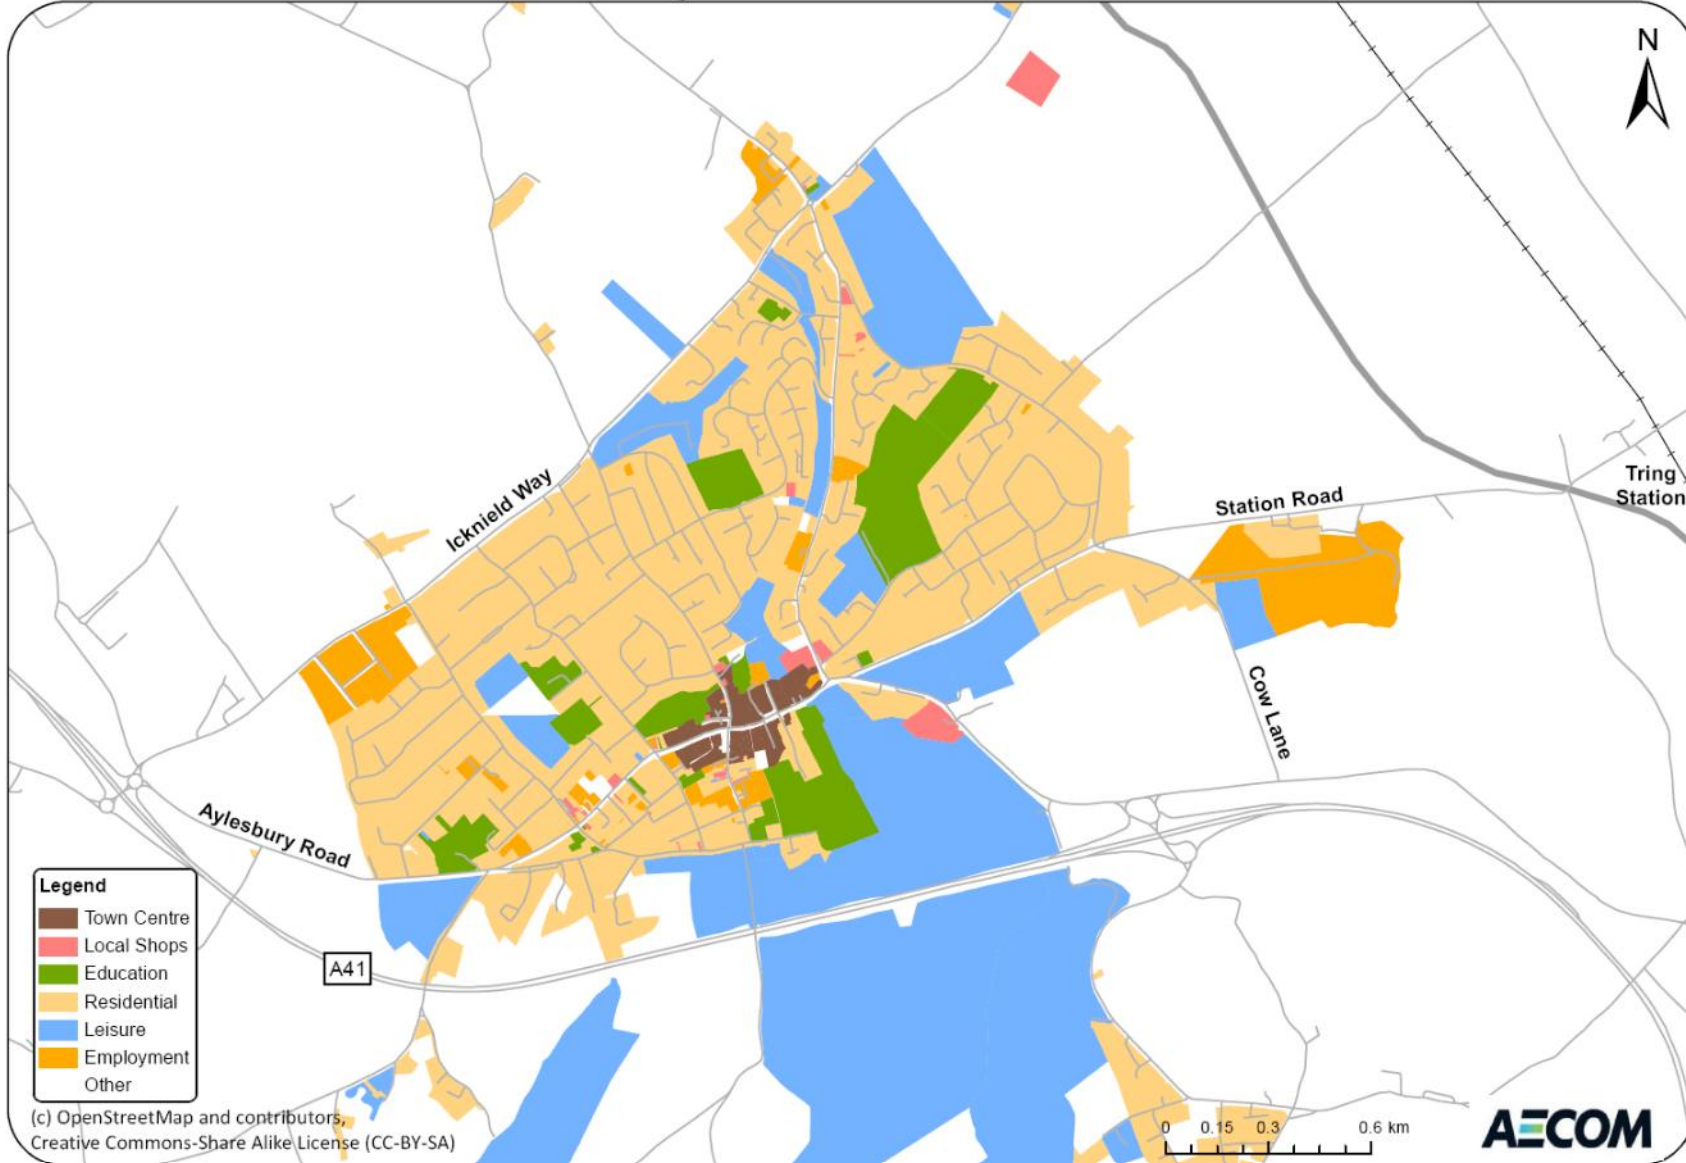 N
Tring
Station
Station Road
Icknield Way
Cow Lane
Aylesbury Road
A41
Legend
Town Centre
Local Shops
Education
Residential
Leisure
Employment
Other
(c) OpenStreetMap and contributors,
Creative Commons-Share Alike License (CC-BY-SA)
0 0.15 0.3 0.6 km
AECOM